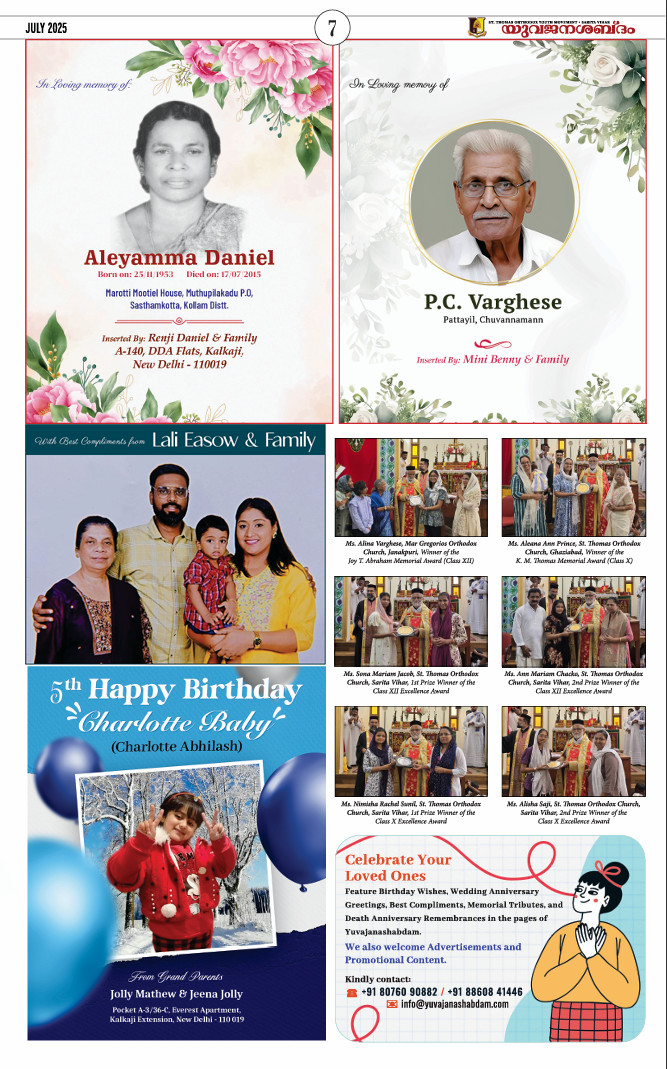 JULY 2025
7
ST. THOMAS ORTHODOX YOUTH MOVEMENT • SARITA VIHAR
യുവജനശബ്ദം
In Loving memory of:
Aleyamma Daniel
Born on: 25/11/1953 Died on: 17/07/2015
Marotti Mootiel House, Muthupilakadu P.O,
Sasthamkotta, Kollam Distt.
Inserted By: Renji Daniel & Family
A-140, DDA Flats, Kalkaji,
New Delhi - 110019
In Loving memoy of
P.C. Varghese
Pattayil, Chuvannamann
Inserted By: Mini Benny & Family
With Best Compliments from Lali Easow & Family
5th Happy Birthday
Charlotte Baby
(Charlotte Abhilash)
From Grand Parents
Jolly Mathew & Jeena Jolly
Pocket A-3/36-C, Everest Apartment,
Kalkaji Extension, New Delhi - 110 019
Ms. Alina Varghese, Mar Gregorios Orthodox
Church, Janakpuri, Winner of the
Joy T. Abraham Memorial Award (Class XII)
Ms. Aleana Ann Prince, St. Thomas Orthodox
Church, Ghaziabad, Winner of the
K. M. Thomas Memorial Award (Class X)
Ms. Sona Mariam Jacob, St. Thomas Orthodox
Church, Sarita Vihar, 1st Prize Winner of the
Class XII Excellence Award
Ms. Ann Mariam Chacko, St. Thomas Orthodox
Church, Sarita Vihar, 2nd Prize Winner of the
Class XII Excellence Award
Ms. Nimisha Rachel Sunil, St. Thomas Orthodox
Church, Sarita Vihar, 1st Prize Winner of the
Class X Excellence Award
Ms. Alisha Saji, St. Thomas Orthodox Church,
Sarita Vihar, 2nd Prize Winner of the
Class X Excellence Award
Celebrate Your
Loved Ones
Feature Birthday Wishes, Wedding Anniversary
Greetings, Best Compliments, Memorial Tributes, and
Death Anniversary Remembrances in the pages of
Yuvajanashabdam.
We also welcome Advertisements and
Promotional Content.
Kindly contact:
+91 80760 90882 / +91 88608 41446
info@yuvajanashabdam.com